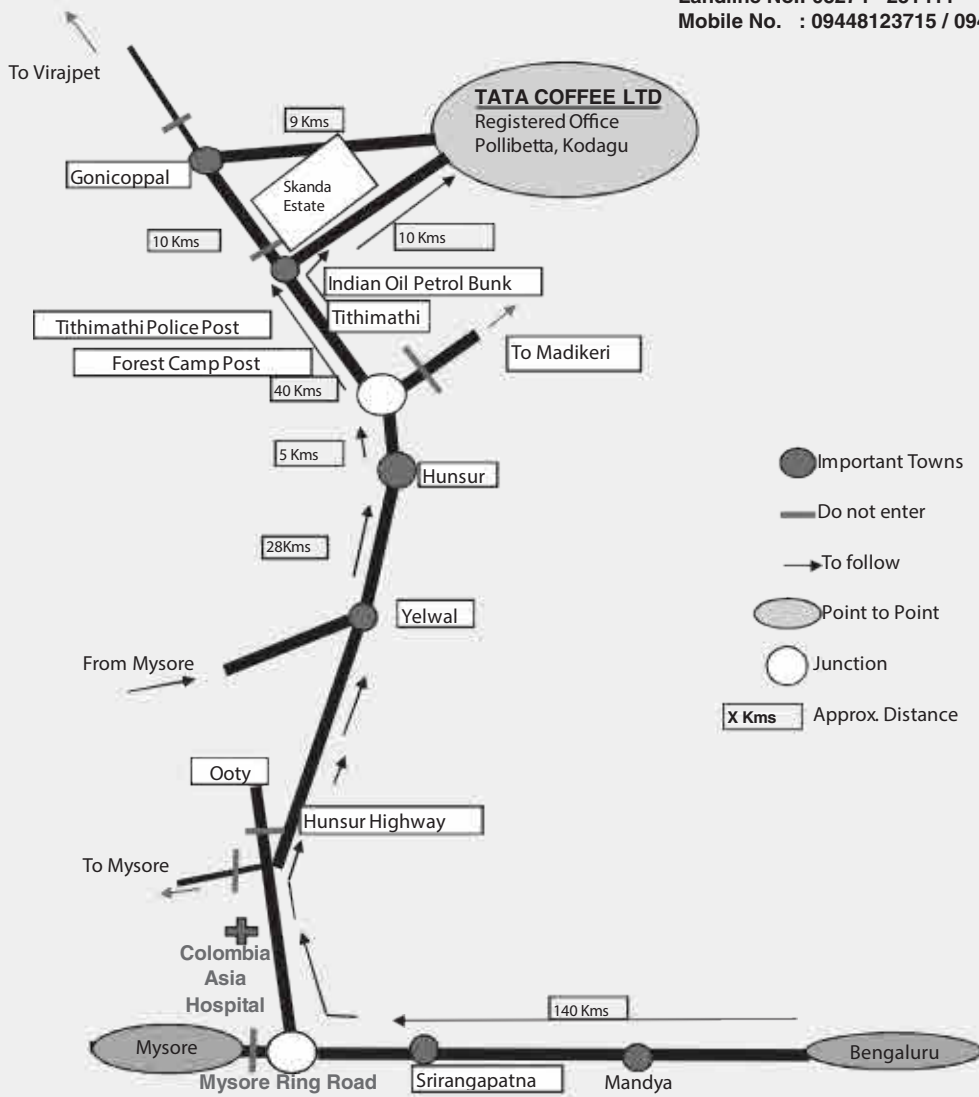 Mobile No. : 09448123715 / 094
To Virajpet
TATA COFFEE LTD
Registered Office
Pollibetta, Kodagu
9 Kms
Gonicoppal
Skanda
Estate
10 Kms
10 Kms
Indian Oil Petrol Bunk
Tithimathi
Tithimathi Police Post
Forest Camp Post
To Madikeri
40 Kms
5 Kms
Hunsur
Important Towns
Do not enter
28Kms
To follow
Yelwal
Point to Point
From Mysore
Junction
X Kms Approx. Distance
Ooty
Hunsur Highway
To Mysore
Colombia
Asia
Hospital
140 Kms
Mysore
Bengaluru
Mysore Ring Road
Srirangapatna
Mandya